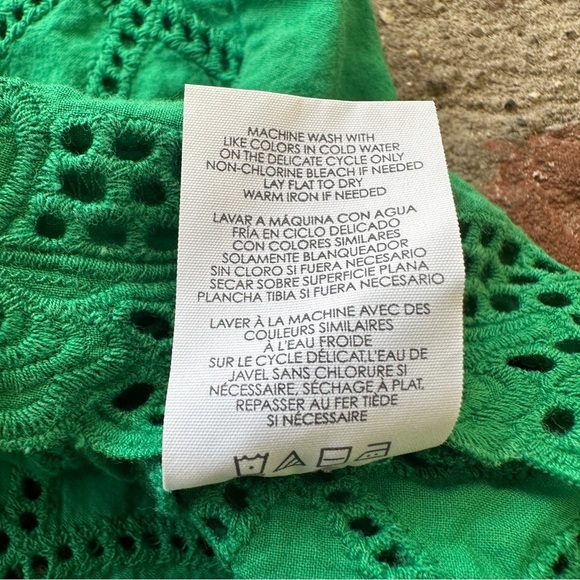 MACHINE WASH WITH
LIKE COLORS IN COLD WATER
ON THE DELICATE CYCLE ONLY
NON-CHLORINE BLEACH IF NEEDED
LAY FLAT TO DRY
WARM IRON IF NEEDED
LAVAR A MÁQUINA CON AGUA
FRÍA EN CICLO DELICADO
CON COLORES SIMILARES
SOLAMENTE BLANQUEADOR
SIN CLORO SI FUERA NECESARIO
SECAR SOBRE SUPERFICIE PLANA
PLANCHA TIBIA SI FUERA NECESARIO
LAVER À LA MACHINE AVEC DES
COULEURS SIMILAIRES
À L'EAU FROIDE
SUR LE CYCLE DÉLICAT,L'EAU DE
JAVEL SANS CHLORURE SI
NÉCESSAIRE, SÉCHAGE À PLAT,
REPASSER AU FER TIÈDE
SI NÉCESSAIRE